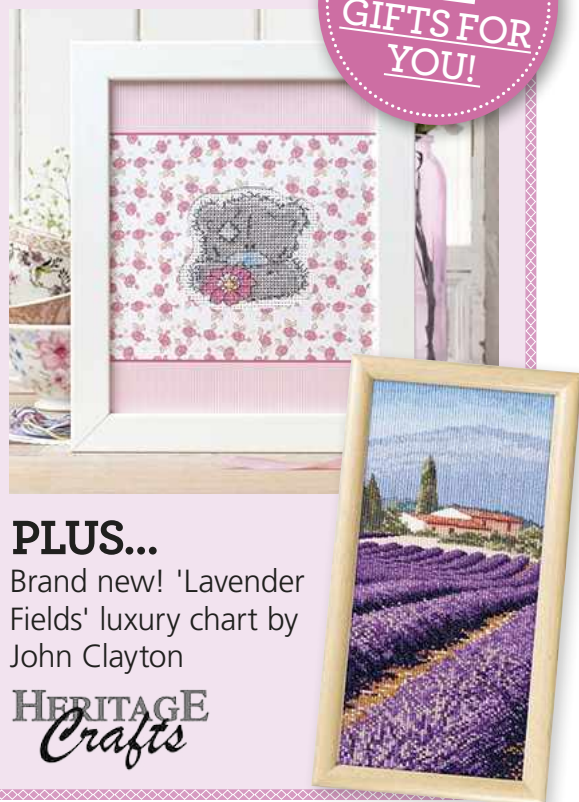 GIFTS FOR
YOU!
PLUS...
Brand new! 'Lavender
Fields' luxury chart by
John Clayton
HERITAGE
Crafts